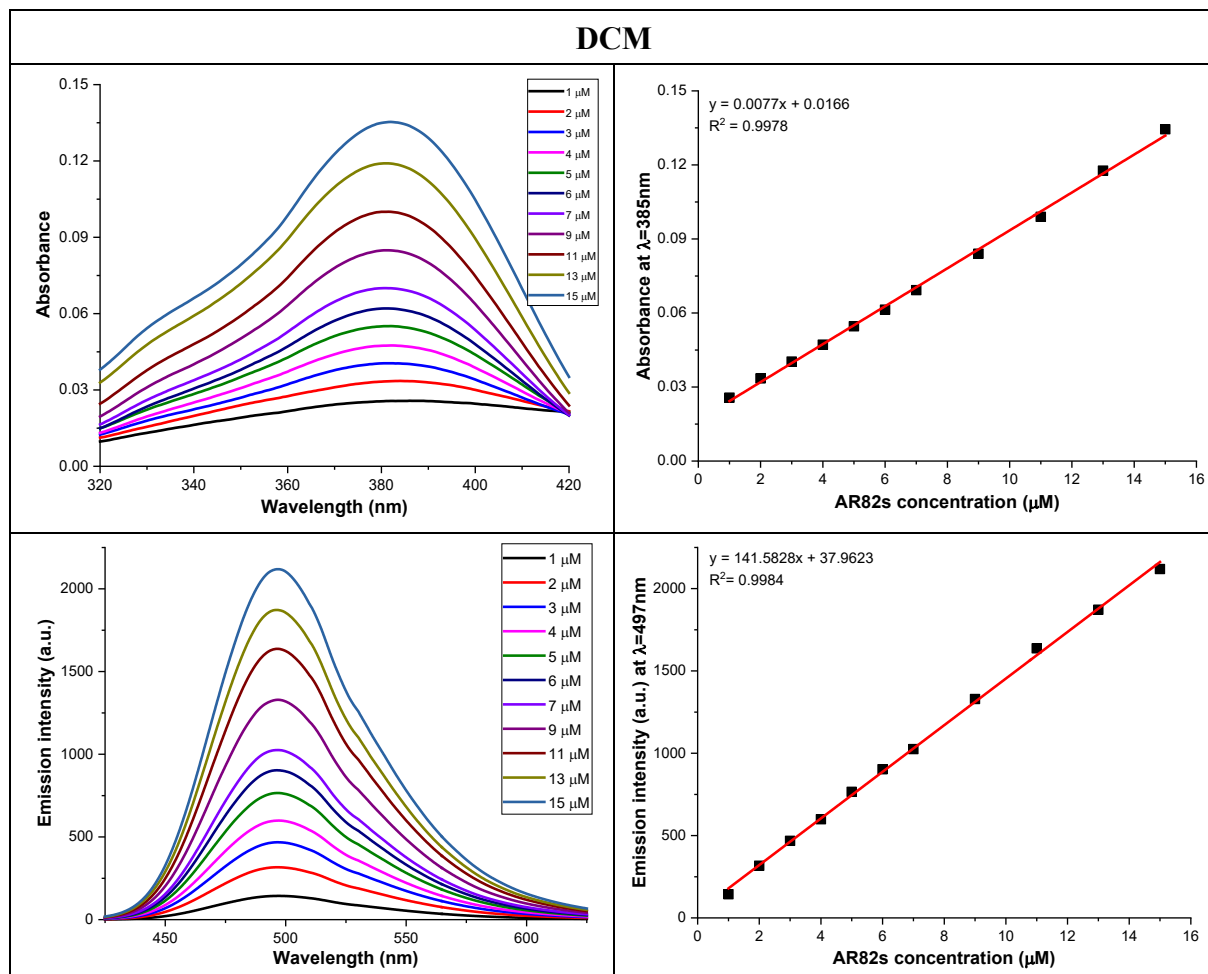 DCM
0.15
0.12
0.09
0.06
0.03
0.00
Absorbance
320 340 360 380 400 420
Wavelength (nm)
1 μM
2 μM
3 μM
4 μM
5 μM
6 μM
7 μM
9 μM
11 μM
13 μM
15 μM
y = 0.0077x + 0.0166
R² = 0.9978
0.15
0.12
0.09
0.06
0.03
0.00
Absorbance at λ=385nm
0 2 4 6 8 10 12 14 16
AR82s concentration (μM)
2000
1500
1000
500
0
Emission intensity (a.u.)
450 500 550 600
Wavelength (nm)
1 μM
2 μM
3 μM
4 μM
5 μM
6 μM
7 μM
9 μM
11 μM
13 μM
15 μM
y = 141.5828x + 37.9623
R²= 0.9984
2000
1500
1000
500
0
Emission intensity (a.u.) at λ=497nm
0 2 4 6 8 10 12 14 16
AR82s concentration (μM)